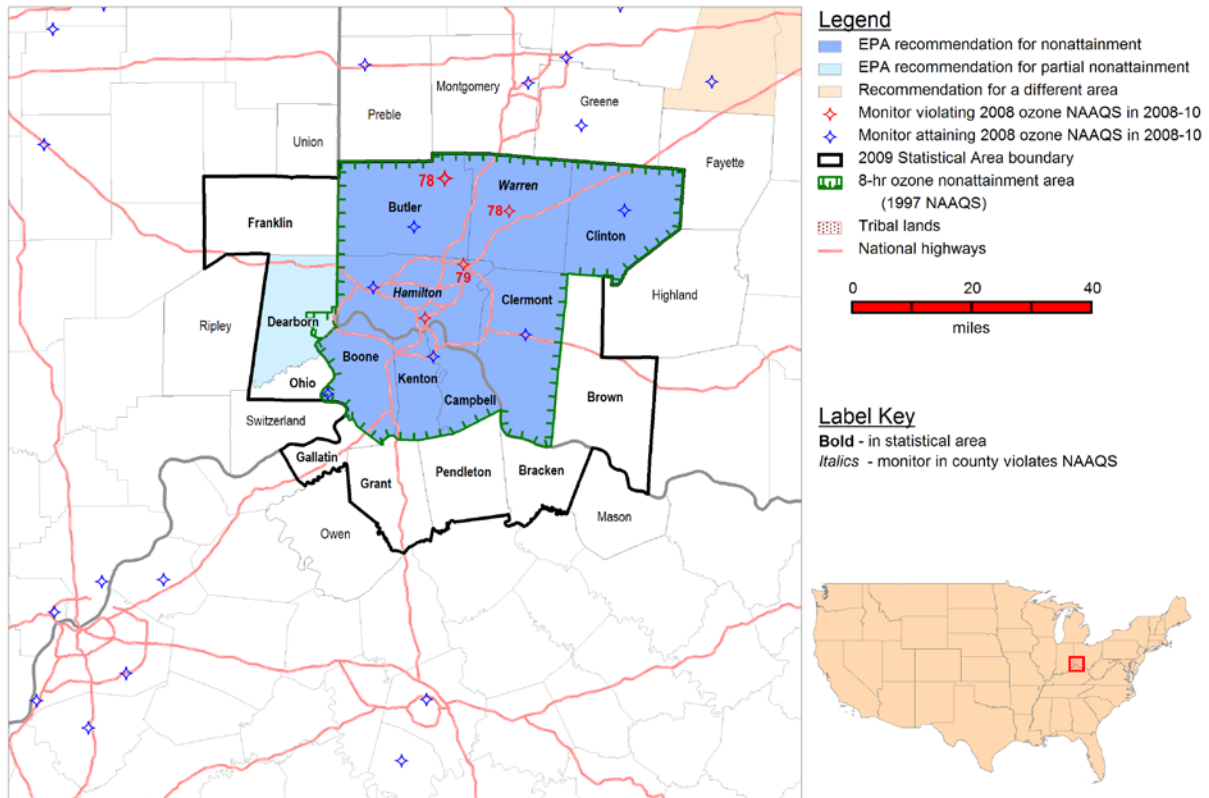 Montgomery
Greene
Preble
Union
Fayette
78
Warren
Butler
78
Franklin
Clinton
79
Hamilton
Clermont
Highland
Ripley
Dearborn
Boone
Kenton
Ohio
Campbell
Brown
Switzerland
Gallatin
Grant
Pendleton
Bracken
Mason
Owen
Legend
EPA recommendation for nonattainment
EPA recommendation for partial nonattainment
Recommendation for a different area
Monitor violating 2008 ozone NAAQS in 2008-10
Monitor attaining 2008 ozone NAAQS in 2008-10
2009 Statistical Area boundary
8-hr ozone nonattainment area
(1997 NAAQS)
Tribal lands
National highways
0 20 40
miles
Label Key
Bold - in statistical area
Italics - monitor in county violates NAAQS